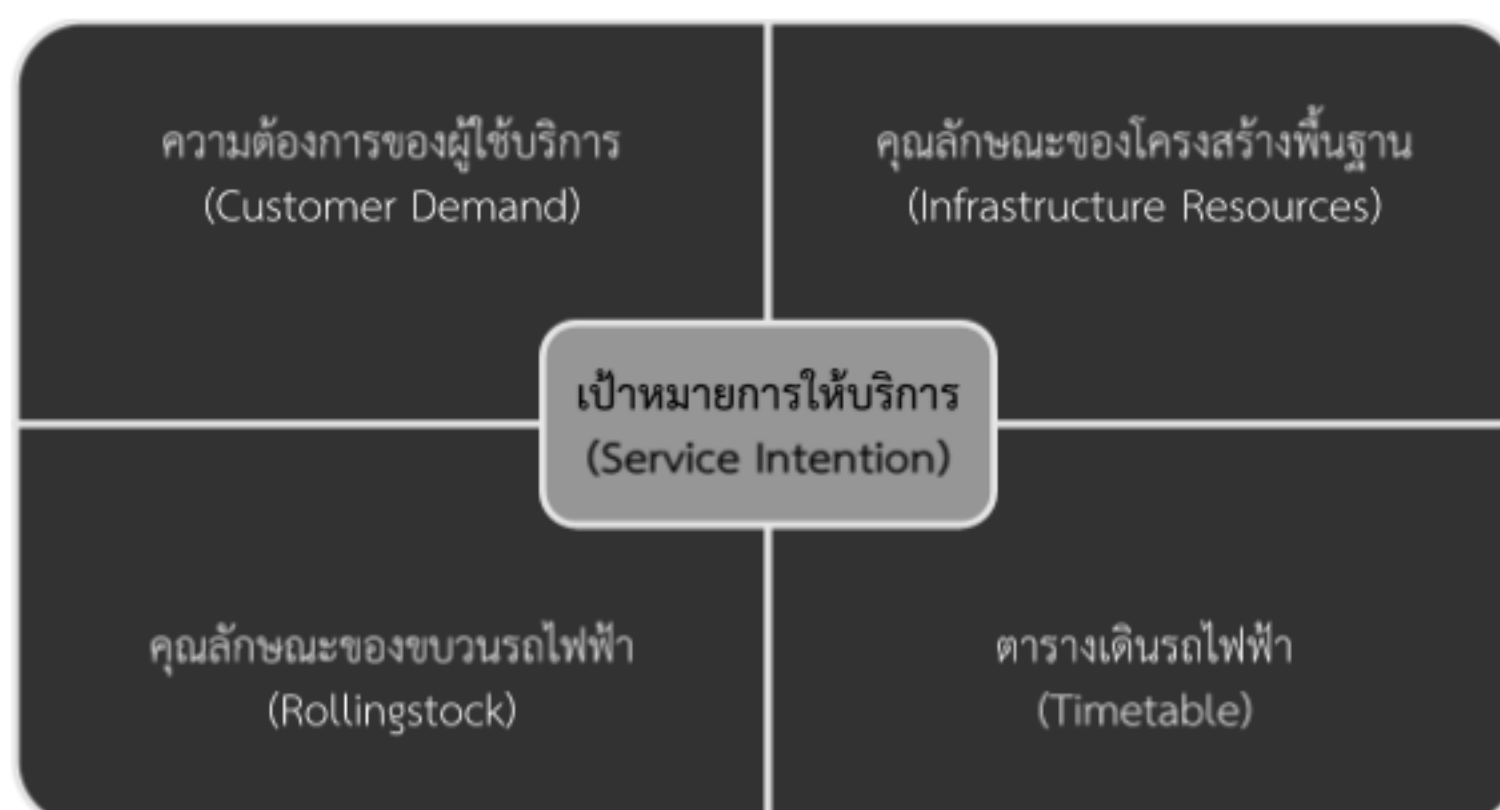 ความต้องการของผู้ใช้บริการ
(Customer Demand)
คุณลักษณะของโครงสร้างพื้นฐาน
(Infrastructure Resources)
เป้าหมายการให้บริการ
(Service Intention)
คุณลักษณะของขบวนรถไฟฟ้า
(Rollingstock)
ตารางเดินรถไฟฟ้า
(Timetable)